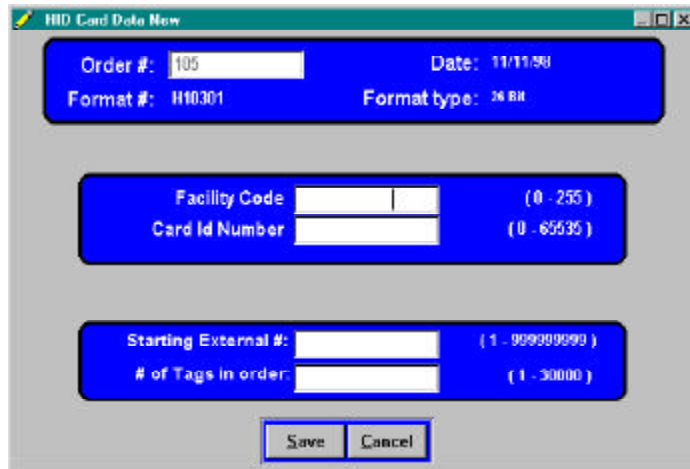 HID Card Data New
Order #: 105 Date: 11/11/98
Format #: H10301 Format type: 26 Bit
Facility Code ( 0 - 255 )
Card Id Number ( 0 - 65535 )
Starting External #: ( 1 - 999999999 )
# of Tags in order: ( 1 - 30000 )
Save Cancel